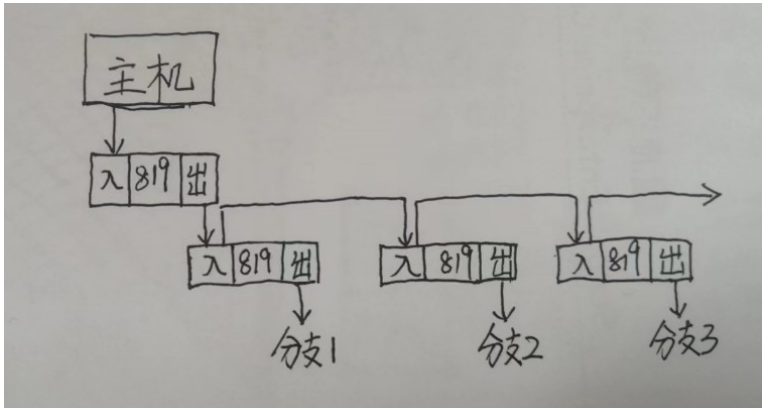 主机
入 819 出
入 819 出 入 819 出 入 819 出
分支1 分支2 分支3